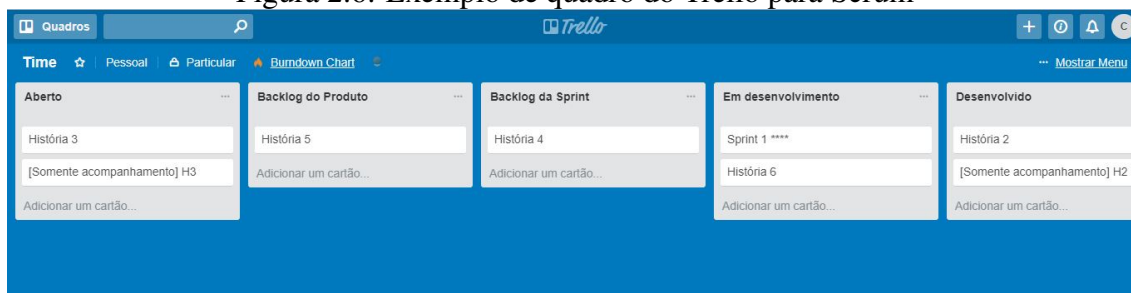 Figura 2.6: Exemplo de quadro do Trello para Scrum
Quadros
Trello
C
Time
Pessoal
Particular
Burndown Chart
... Mostrar Menu
Aberto ...
História 3
[Somente acompanhamento] H3
Adicionar um cartão...
Backlog do Produto ...
História 5
Adicionar um cartão...
Backlog da Sprint ...
História 4
Adicionar um cartão...
Em desenvolvimento ...
Sprint 1 ****
História 6
Adicionar um cartão...
Desenvolvido
História 2
[Somente acompanhamento] H2
Adicionar um cartão...